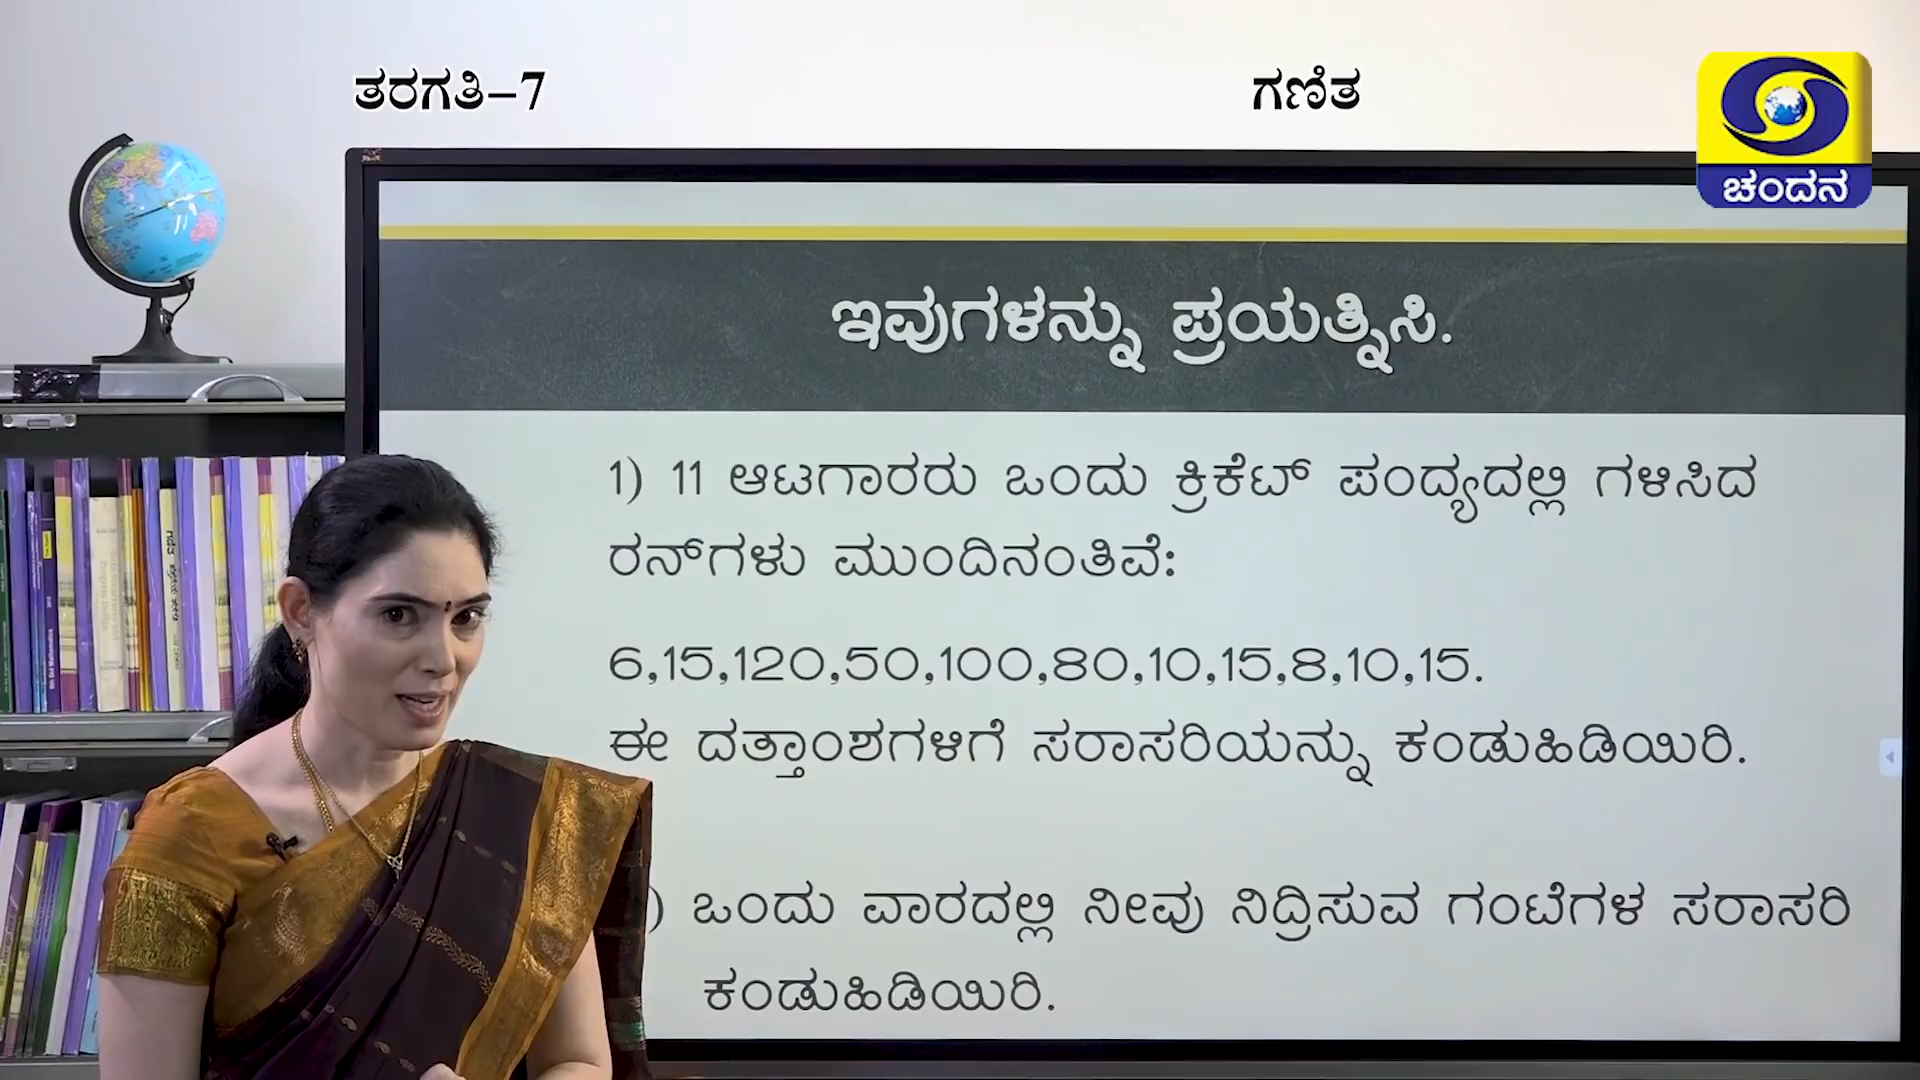 ತರಗತಿ–7
ಗಣಿತ
ಚಂದನ
ಇವುಗಳನ್ನು ಪ್ರಯತ್ನಿಸಿ.
1) 11 ಆಟಗಾರರು ಒಂದು ಕ್ರಿಕೆಟ್ ಪಂದ್ಯದಲ್ಲಿ ಗಳಿಸಿದ
ರನ್‌ಗಳು ಮುಂದಿನಂತಿವೆ:
6,15,120,50,100,80,10,15,8,10,15.
ಈ ದತ್ತಾಂಶಗಳಿಗೆ ಸರಾಸರಿಯನ್ನು ಕಂಡುಹಿಡಿಯಿರಿ.
) ಒಂದು ವಾರದಲ್ಲಿ ನೀವು ನಿದ್ರಿಸುವ ಗಂಟೆಗಳ ಸರಾಸರಿ
ಕಂಡುಹಿಡಿಯಿರಿ.